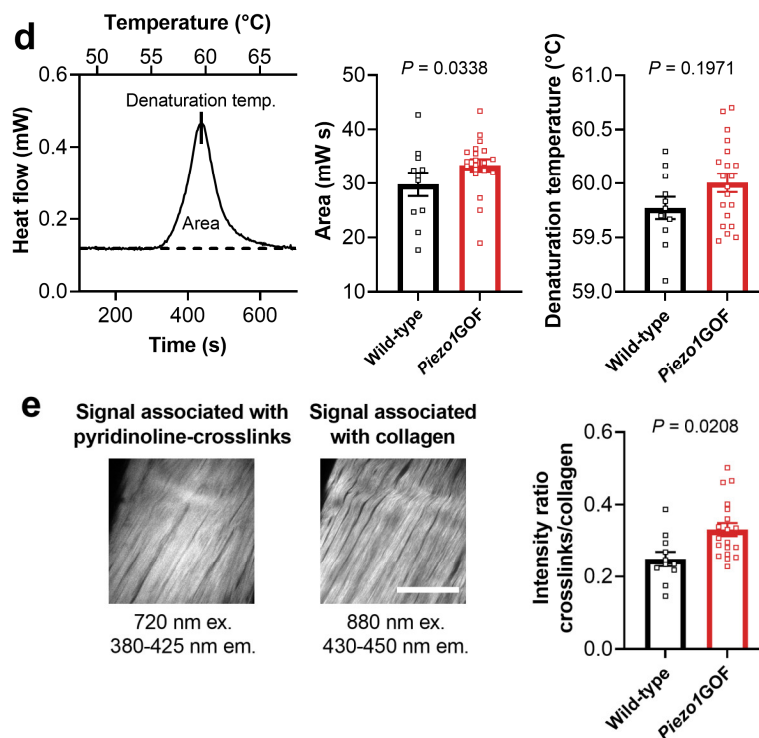 d
Temperature (°C)
50 55 60 65
Heat flow (mW)
0.6
0.4
0.2
0.0
Denaturation temp.
Area
200 400 600
Time (s)
P = 0.0338
Area (mW s)
50
40
30
20
10
Wild-type
Piezo1GOF
P = 0.1971
Denaturation temperature (°C)
61.0
60.5
60.0
59.5
59.0
Wild-type
Piezo1GOF
e
Signal associated with
pyridinoline-crosslinks
720 nm ex.
380-425 nm em.
Signal associated
with collagen
880 nm ex.
430-450 nm em.
P = 0.0208
Intensity ratio
crosslinks/collagen
0.6
0.4
0.2
0.0
Wild-type
Piezo1GOF